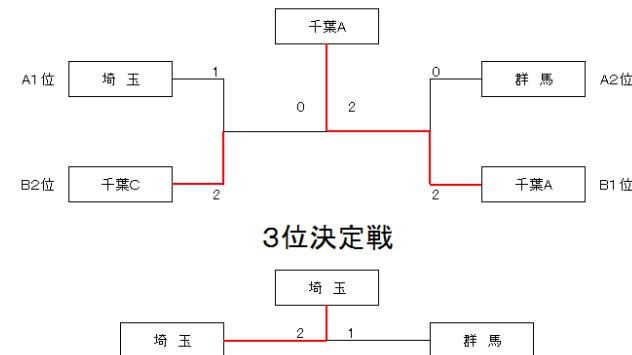 千葉A
A1位 埼 玉 1 0 群 馬 A2位
0 2
B2位 千葉C 2 2 千葉A B1位
3位決定戦
埼 玉
埼 玉 2 1 群 馬